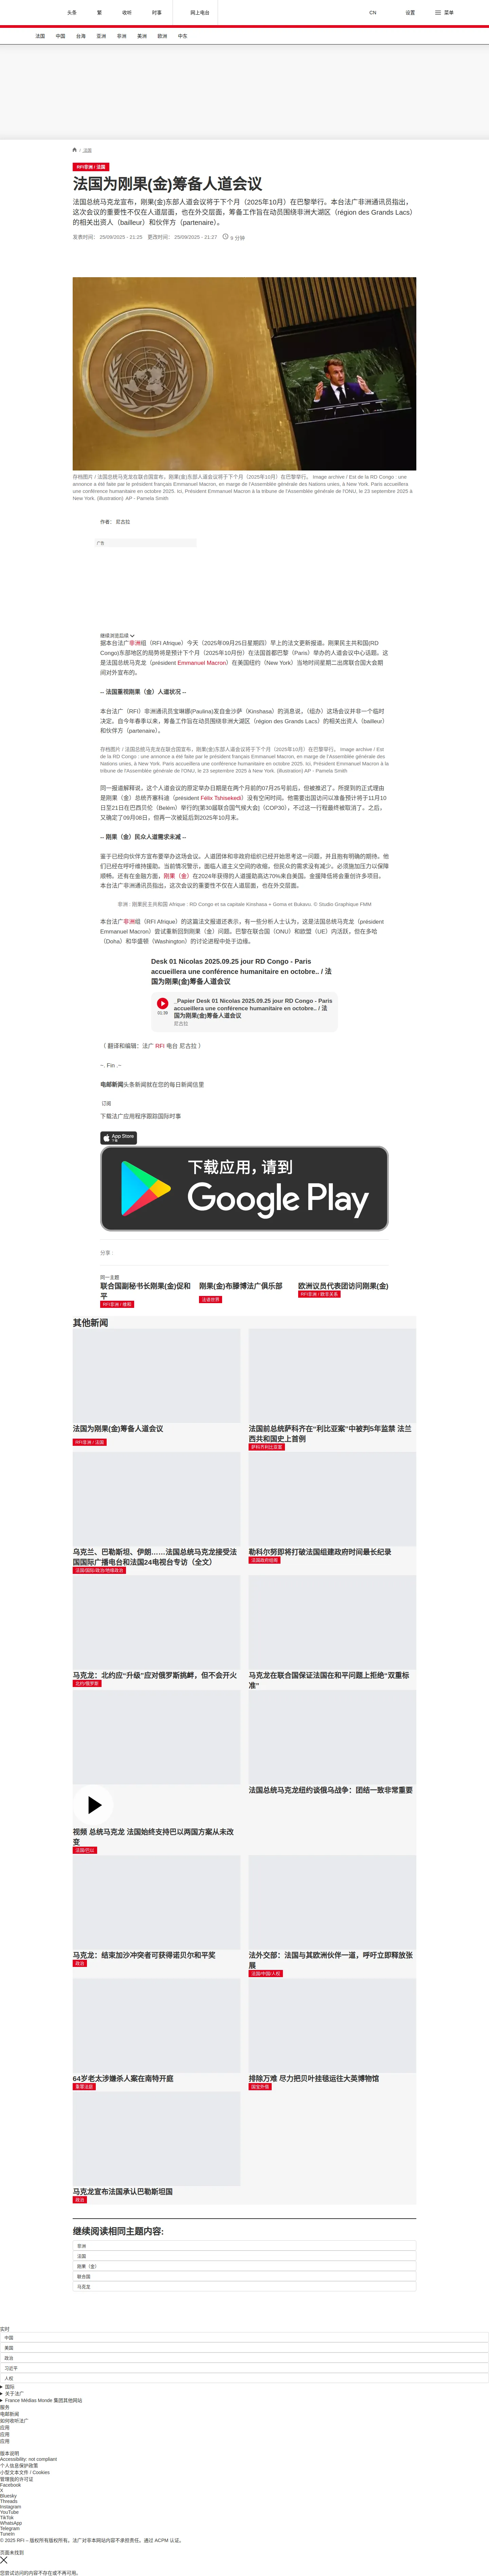 头条
繁
收听
时事
网上电台
CN
设置
菜单
法国
中国
台海
亚洲
非洲
美洲
欧洲
中东
/ 法国
RFI非洲 / 法国
法国为刚果(金)筹备人道会议
法国总统马克龙宣布，刚果(金)东部人道会议将于下个月（2025年10月）在巴黎举行。本台法广非洲通讯员指出，
这次会议的重要性不仅在人道层面，也在外交层面，筹备工作旨在动员围绕非洲大湖区（région des Grands Lacs）
的相关出资人（bailleur）和伙伴方（partenaire）。
发表时间： 25/09/2025 - 21:25 更改时间： 25/09/2025 - 21:27
存档图片 / 法国总统马克龙在联合国宣布，刚果(金)东部人道会议将于下个月（2025年10月）在巴黎举行。 Image archive / Est de la RD Congo : une
annonce a été faite par le président français Emmanuel Macron, en marge de l'Assemblée générale des Nations unies, à New York. Paris accueillera
une conférence humanitaire en octobre 2025. Ici, Président Emmanuel Macron à la tribune de l'Assemblée générale de l'ONU, le 23 septembre 2025 à
New York. (illustration) AP - Pamela Smith
作者： 尼古拉
广告
继续浏览后续
据本台法广非洲组（RFI Afrique）今天（2025年09月25日星期四）早上的法文更新报道。刚果民主共和国(RD
Congo)东部地区的局势将是预计下个月（2025年10月份）在法国首都巴黎（Paris）举办的人道会议中心话题。这
是法国总统马克龙（président Emmanuel Macron）在美国纽约（New York）当地时间星期二出席联合国大会期
间对外宣布的。
-- 法国重视刚果（金）人道状况 --
本台法广（RFI）非洲通讯员宝琳娜(Paulina)发自金沙萨（Kinshasa）的消息说，（组办）这场会议并非一个临时
决定。自今年春季以来，筹备工作旨在动员围绕非洲大湖区（région des Grands Lacs）的相关出资人（bailleur）
和伙伴方（partenaire）。
存档图片 / 法国总统马克龙在联合国宣布，刚果(金)东部人道会议将于下个月（2025年10月）在巴黎举行。 Image archive / Est
de la RD Congo : une annonce a été faite par le président français Emmanuel Macron, en marge de l'Assemblée générale des
Nations unies, à New York. Paris accueillera une conférence humanitaire en octobre 2025. Ici, Président Emmanuel Macron à la
tribune de l'Assemblée générale de l'ONU, le 23 septembre 2025 à New York. (illustration) AP - Pamela Smith
同一报道解释说，这个人道会议的原定举办日期是在两个月前的07月25号前后，但被推迟了。所提到的正式理由
是刚果（金）总统齐塞科迪（président Félix Tshisekedi）没有空闲时间。他需要出国访问以准备预计将于11月10
日至21日在巴西贝伦（Belém）举行的[第30届联合国气候大会]（COP30），不过这一行程最终被取消了。之后，
又确定了09月08日，但再一次被延后到2025年10月末。
-- 刚果（金）民众人道需求未减 --
鉴于已经向伙伴方宣布要举办这场会议，人道团体和非政府组织已经开始思考这一问题，并且抱有明确的期待。他
们已经在呼吁维持援助。当前情况警示，面临人道主义空间的收缩，但民众的需求没有减少。必须施加压力以保障
顺畅。还有在金融方面，刚果（金）在2024年获得的人道援助高达70%来自美国。金援降低将会重创许多项目。
本台法广非洲通讯员指出，这次会议的重要性不仅在人道层面，也在外交层面。
非洲 : 刚果民主共和国 Afrique : RD Congo et sa capitale Kinshasa + Goma et Bukavu. © Studio Graphique FMM
本台法广非洲组（RFI Afrique）的这篇法文报道还表示，有一些分析人士认为，这是法国总统马克龙（président
Emmanuel Macron）尝试重新回到刚果（金）问题。巴黎在联合国（ONU）和欧盟（UE）内活跃，但在多哈
（Doha）和华盛顿（Washington）的讨论进程中处于边缘。
Desk 01 Nicolas 2025.09.25 jour RD Congo - Paris
accueillera une conférence humanitaire en octobre.. / 法
国为刚果(金)筹备人道会议
_Papier Desk 01 Nicolas 2025.09.25 jour RD Congo - Paris
accueillera une conférence humanitaire en octobre.. / 法
国为刚果(金)筹备人道会议
尼古拉
（ 翻译和编辑：法广 RFI 电台 尼古拉 ）
~. Fin .~
电邮新闻头条新闻就在您的每日新闻信里
订阅
下载法广应用程序跟踪国际时事
App Store
下载应用，请到
Google Play
分享 :
同一主题
联合国副秘书长刚果(金)促和
平
RFI非洲 / 援前
刚果(金)布滕博法广俱乐部
法语世界
欧洲议员代表团访问刚果(金)
RFI非洲 / 欧非关系
其他新闻
法国为刚果(金)筹备人道会议
RFI非洲 / 法国
法国前总统萨科齐在“利比亚案”中被判5年监禁 法兰
西共和国史上首例
萨科齐利比亚案
乌克兰、巴勒斯坦、伊朗……法国总统马克龙接受法
国国际广播电台和法国24电视台专访（全文）
法国/国际/政治/地缘政治
勒科尔努即将打破法国组建政府时间最长纪录
法国政府组阁
马克龙：北约应“升级”应对俄罗斯挑衅，但不会开火
北约/俄罗斯
马克龙在联合国保证法国在和平问题上拒绝“双重标
准”
视频 总统马克龙 法国始终支持巴以两国方案从未改
变
法国/巴以
法国总统马克龙纽约谈俄乌战争：团结一致非常重要
马克龙：结束加沙冲突者可获得诺贝尔和平奖
政治
法外交部：法国与其欧洲伙伴一道，呼吁立即释放张
展
法国/中国/人权
64岁老太涉嫌杀人案在南特开庭
重罪法庭
排除万难 尽力把贝叶挂毯运往大英博物馆
国宝外借
马克龙宣布法国承认巴勒斯坦国
政治
继续阅读相同主题内容:
非洲
法国
刚果（金）
联合国
马克龙
实时
中国
美国
政治
习近平
人权
国际
关于法广
France Médias Monde 集团其他网站
服务
电邮新闻
如何收听法广
应用
应用
应用
版本说明
Accessibility: not compliant
个人信息保护政策
小型文本文件 / Cookies
管理我的许可证
Facebook
X
Bluesky
Threads
Instagram
YouTube
TikTok
WhatsApp
Telegram
TuneIn
© 2025 RFI – 版权所有版权所有。法广对非本网站内容不承担责任。通过 ACPM 认证。
页面未找到
您尝试访问的内容不存在或不再可用。